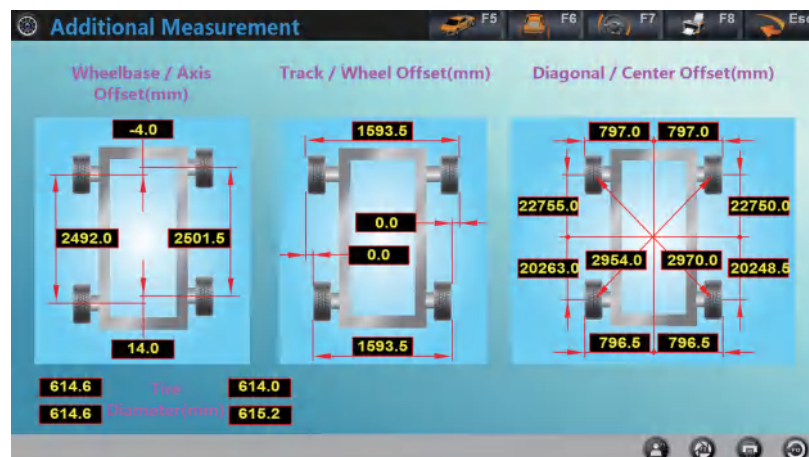 Additional Measurement
F5
F6
F7
F8
Esc
Wheelbase / Axis
Offset(mm)
Track / Wheel Offset(mm)
Diagonal / Center Offset(mm)
-4.0
2492.0
2501.5
14.0
1593.5
0.0
0.0
1593.5
797.0
797.0
22755.0
22750.0
2954.0
2970.0
20263.0
20248.5
796.5
796.5
614.6
Tire
614.0
614.6
Diameter(mm)
615.2